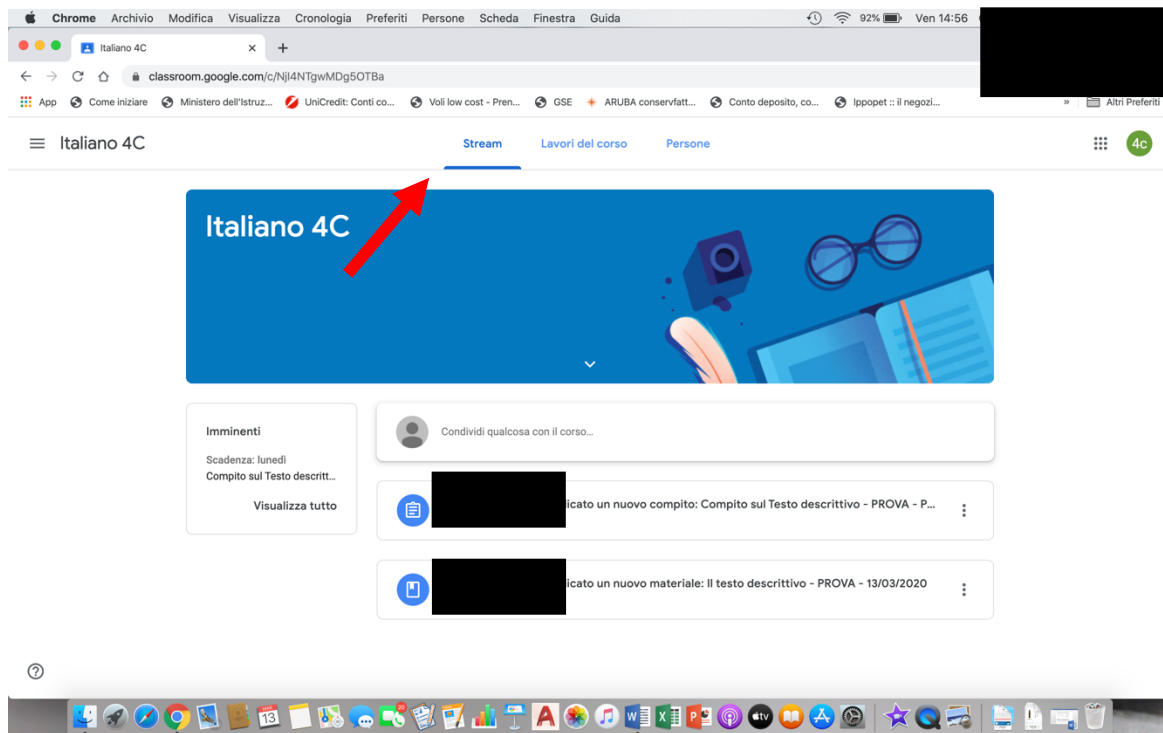 Chrome Archivio Modifica Visualizza Cronologia Preferiti Persone Scheda Finestra Guida 92% Ven 14:56
Italiano 4C
classroom.google.com/c/NjI4NTgwMDg5OTBa
App Come iniziare Ministero dell'Istruz... UniCredit: Conti co... Voli low cost - Pren... GSE ARUBA conservfatt... Conto deposito, co... Ippopet :: il negozi... » Altri Preferiti
Italiano 4C Stream Lavori del corso Persone 4c
Italiano 4C
Imminenti
Scadenza: lunedì
Compito sul Testo descritt...
Visualizza tutto
Condividi qualcosa con il corso...
icato un nuovo compito: Compito sul Testo descrittivo - PROVA - P...
icato un nuovo materiale: Il testo descrittivo - PROVA - 13/03/2020
13 tv